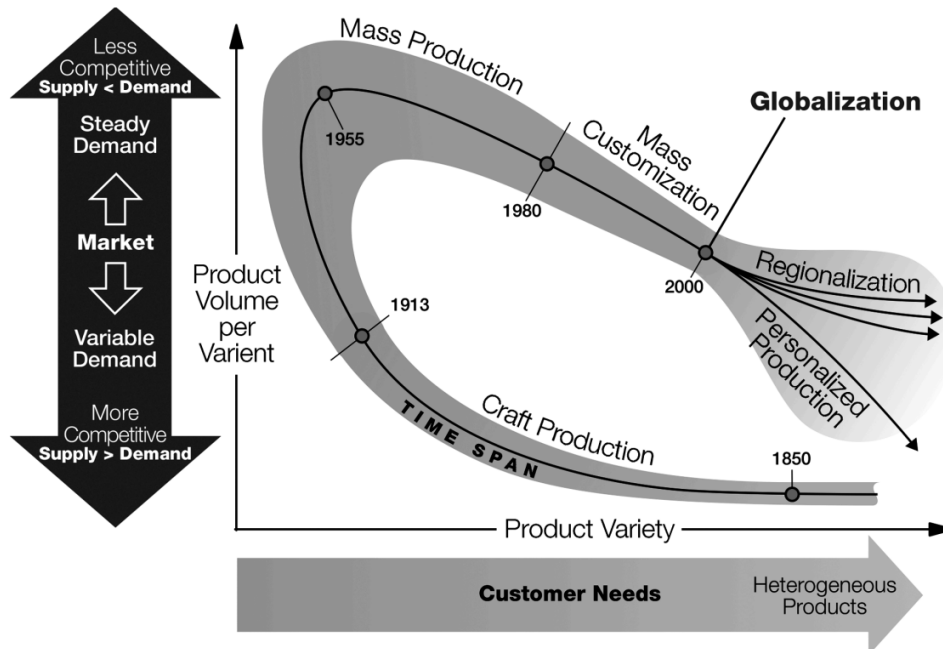 Less
Competitive
Supply < Demand
Steady
Demand
Market
Variable
Demand
More
Competitive
Supply > Demand
Product
Volume
per
Varient
Mass Production
1955
1980
Mass
Customization
Globalization
2000
Regionalization
Personalized
Production
1913
Craft Production
TIME SPAN
1850
Product Variety
Customer Needs
Heterogeneous
Products